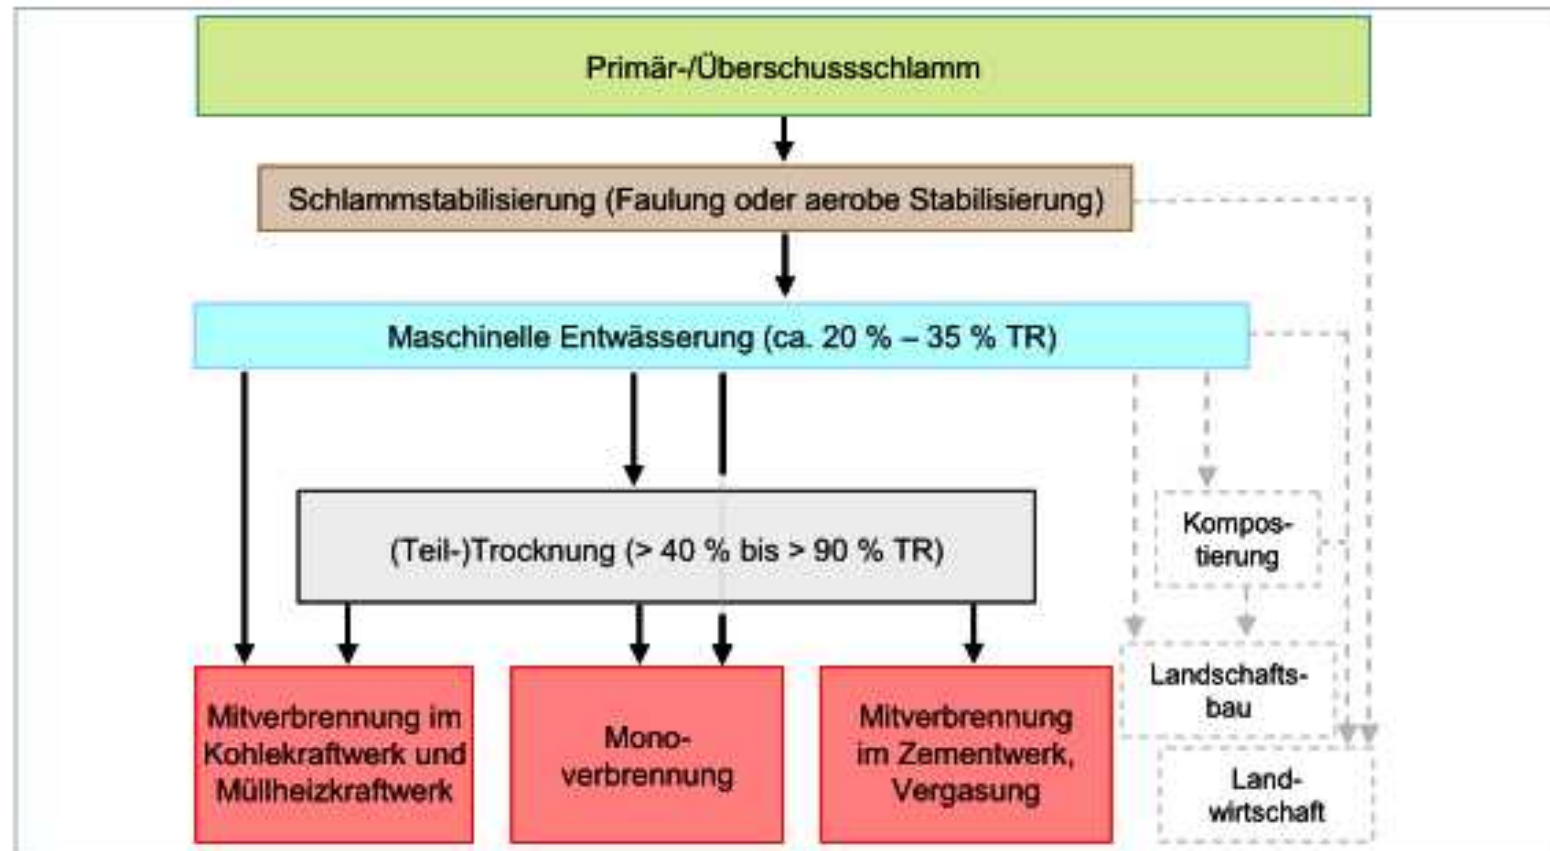 Primär-/Überschussschlamm
Schlammstabilisierung (Faulung oder aerobe Stabilisierung)
Maschinelle Entwässerung (ca. 20 % – 35 % TR)
(Teil-)Trocknung (> 40 % bis > 90 % TR)
Kompos-
tierung
Mitverbrennung im
Kohlekraftwerk und
Müllheizkraftwerk
Mono-
verbrennung
Mitverbrennung
im Zementwerk,
Vergasung
Landschafts-
bau
Land-
wirtschaft